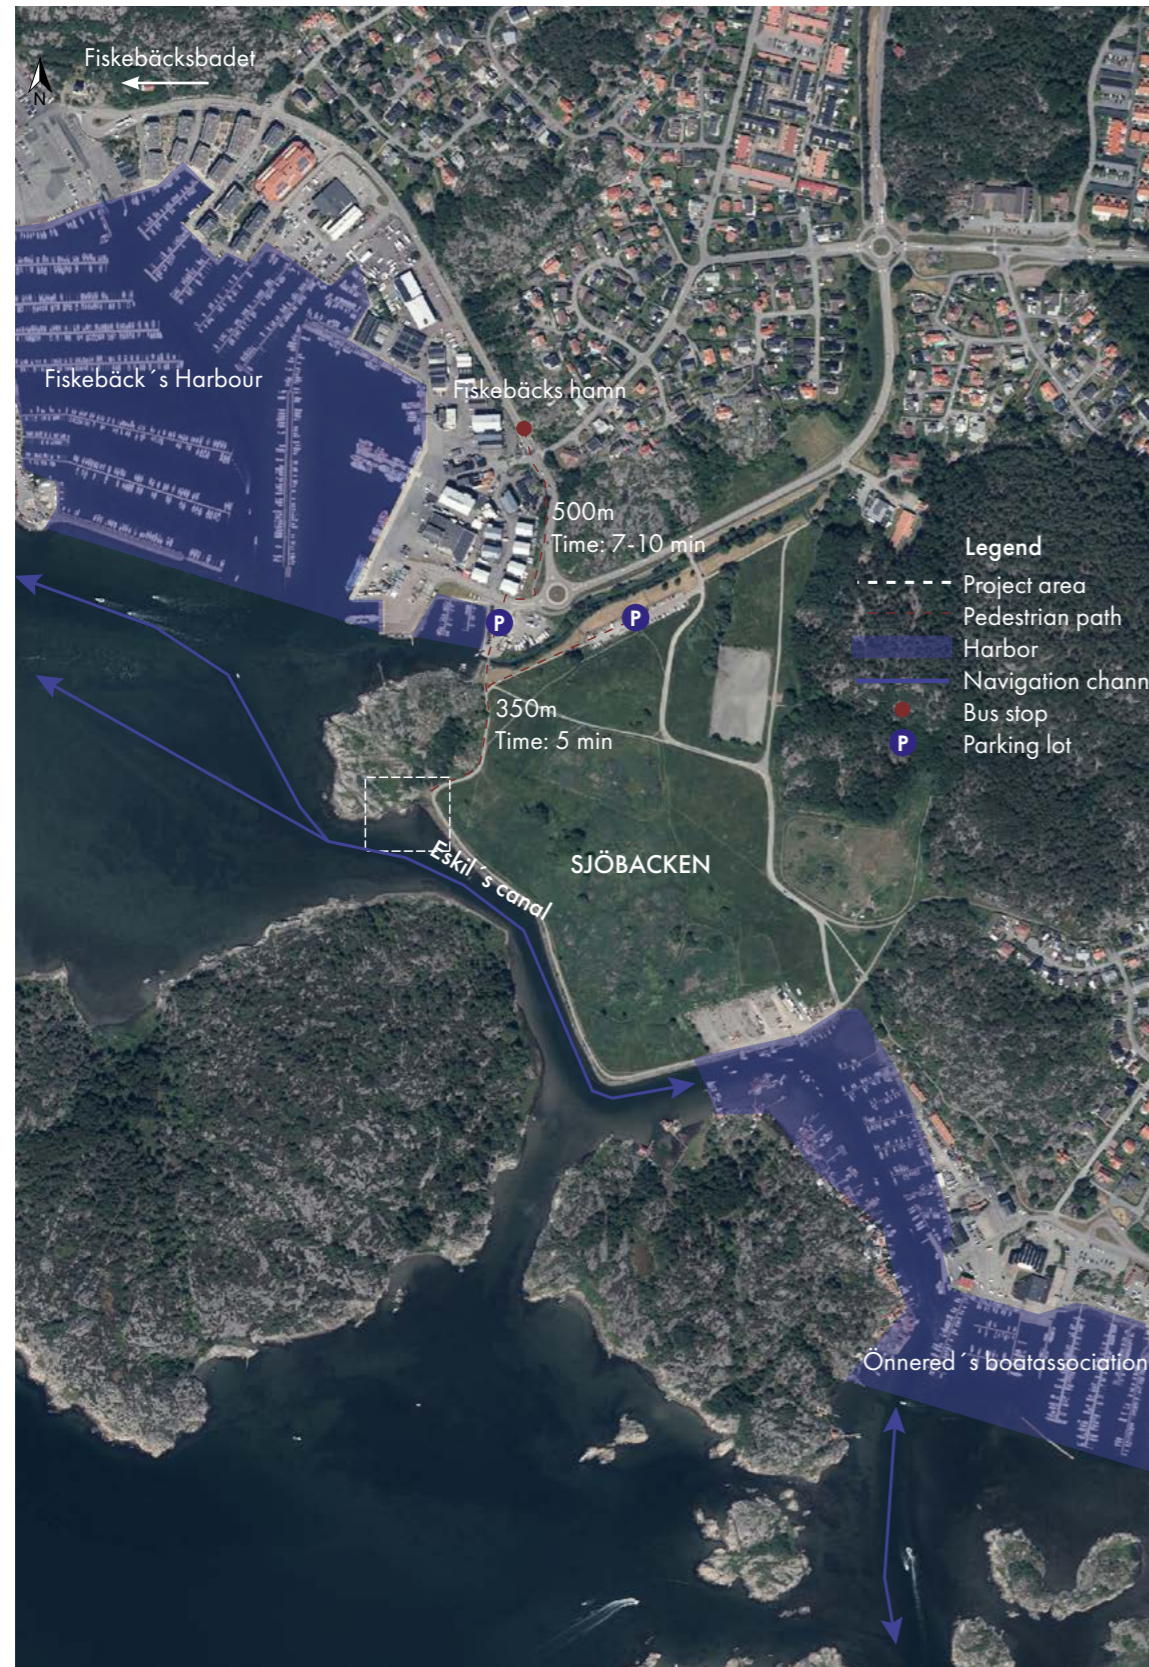 Fiskebäcksbadet
N
Fiskebäck´s Harbour
Fiskebäcks hamn
500m
Time: 7-10 min
Legend
Project area
Pedestrian path
Harbor
Navigation chann
Bus stop
P Parking lot
P
P
350m
Time: 5 min
Eskil´s canal
SJÖBACKEN
Önnered´s boatassociation